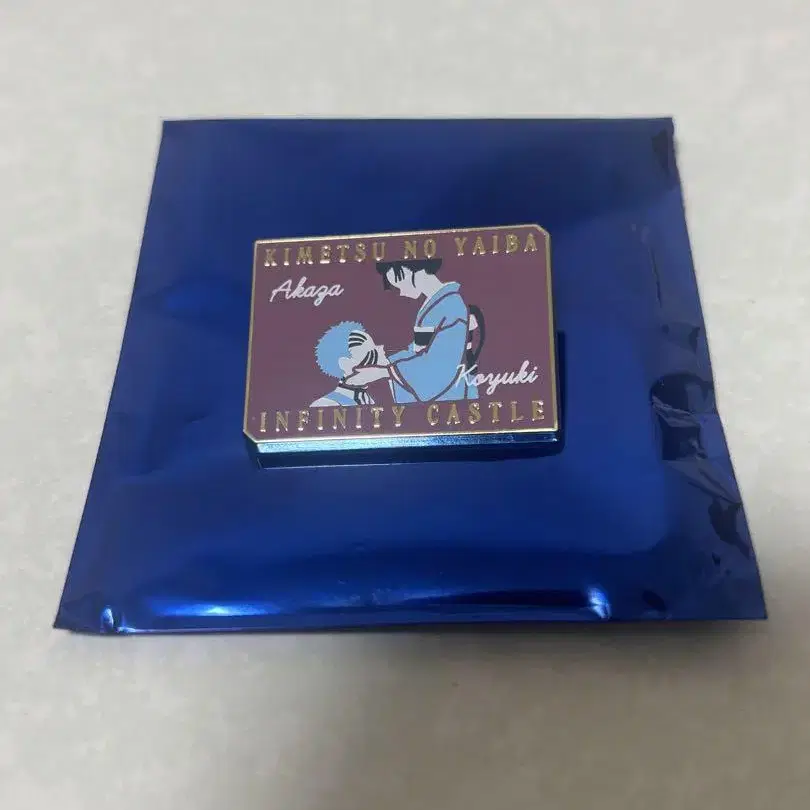 KIMETSU NO YAIBA
Akaza
Koyuki
INFINITY CASTLE